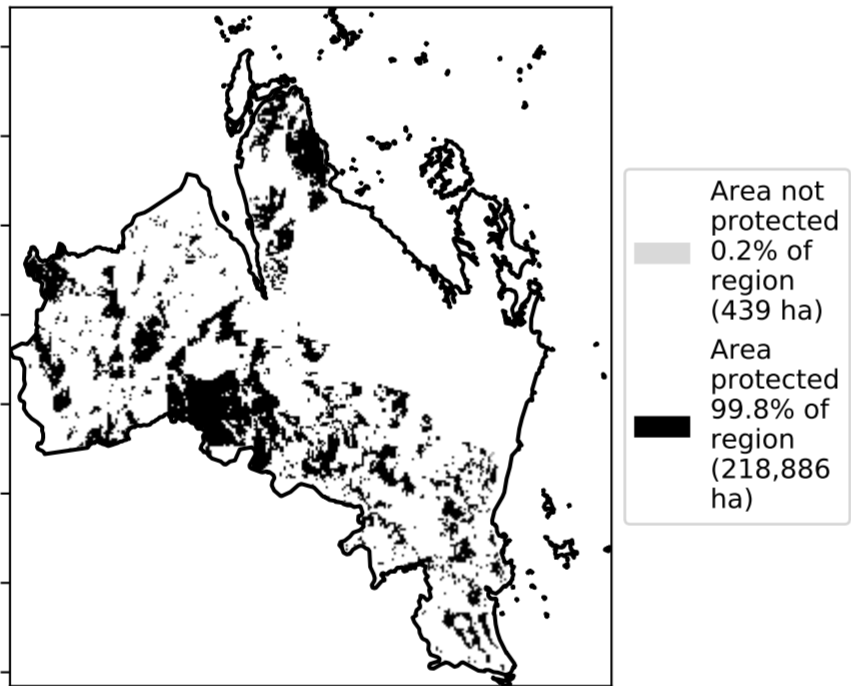 Area not
protected
0.2% of
region
(439 ha)
Area
protected
99.8% of
region
(218,886
ha)